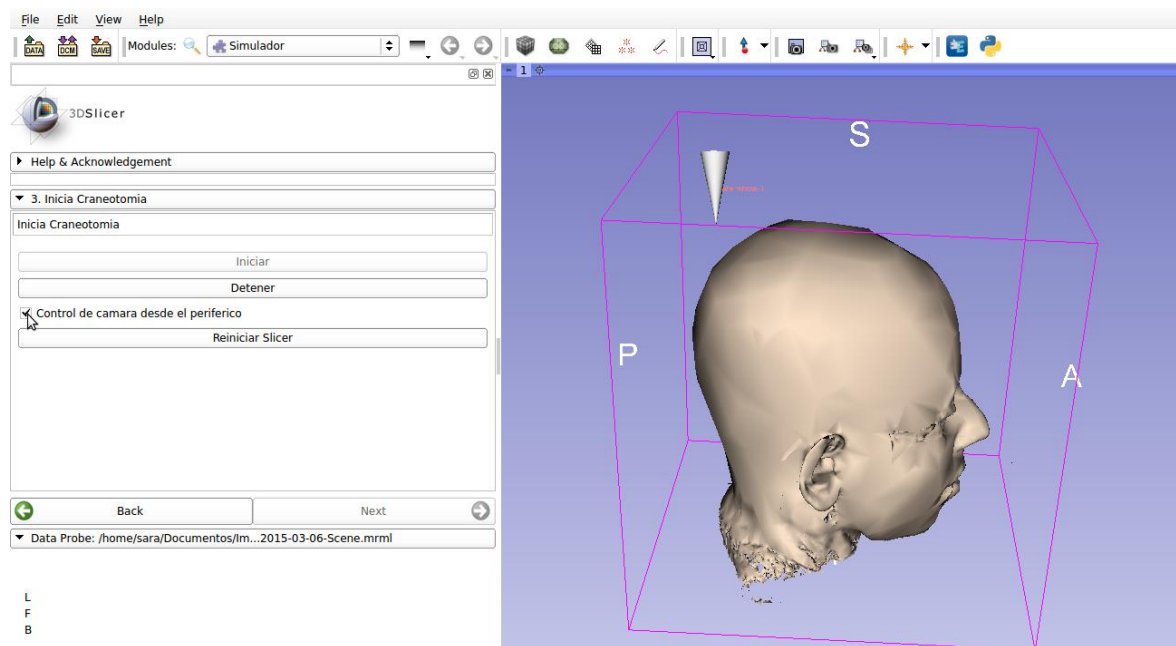 File Edit View Help
DATA DCM SAVE Modules: Simulador
1
3DSlicer
Help & Acknowledgement
3. Inicia Craneotomia
Inicia Craneotomia
Iniciar
Detener
Control de camara desde el periferico
Reiniciar Slicer
Back Next
Data Probe: /home/sara/Documentos/Im...2015-03-06-Scene.mrml
L
F
B
S
P
A